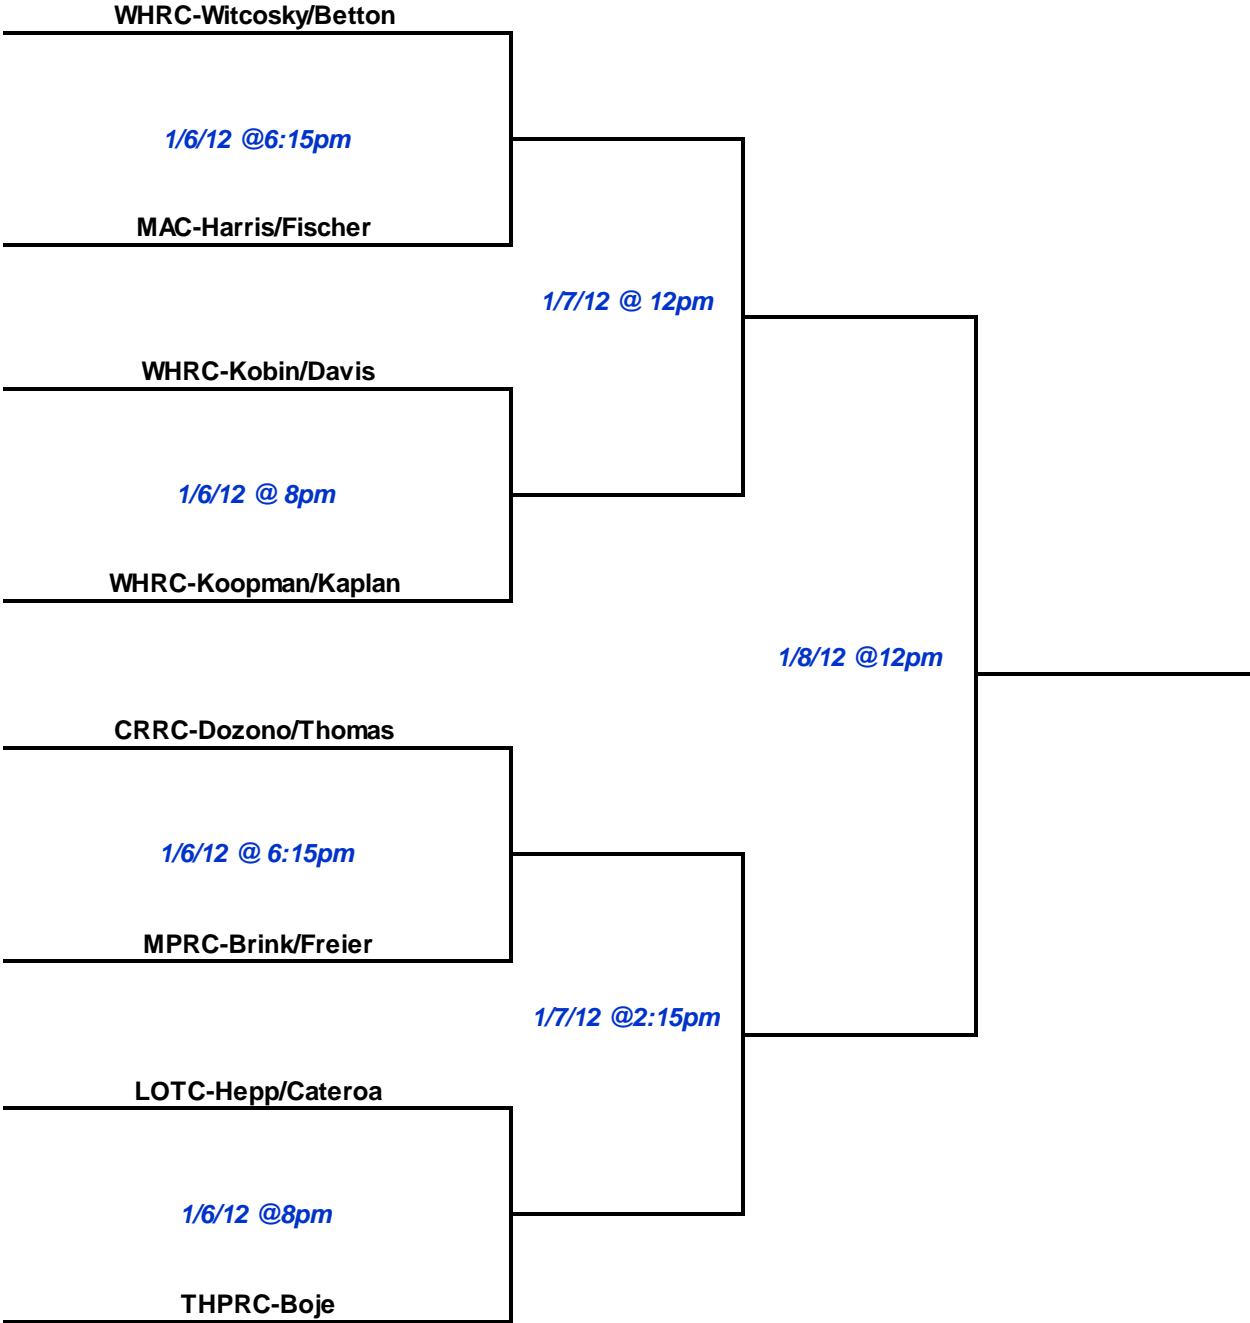 WHRC-Witcosky/Betton
1/6/12 @6:15pm
MAC-Harris/Fischer
1/7/12 @ 12pm
WHRC-Kobin/Davis
1/6/12 @ 8pm
WHRC-Koopman/Kaplan
1/8/12 @12pm
CRRC-Dozono/Thomas
1/6/12 @ 6:15pm
MPRC-Brink/Freier
1/7/12 @2:15pm
LOTC-Hepp/Cateroa
1/6/12 @8pm
THPRC-Boje